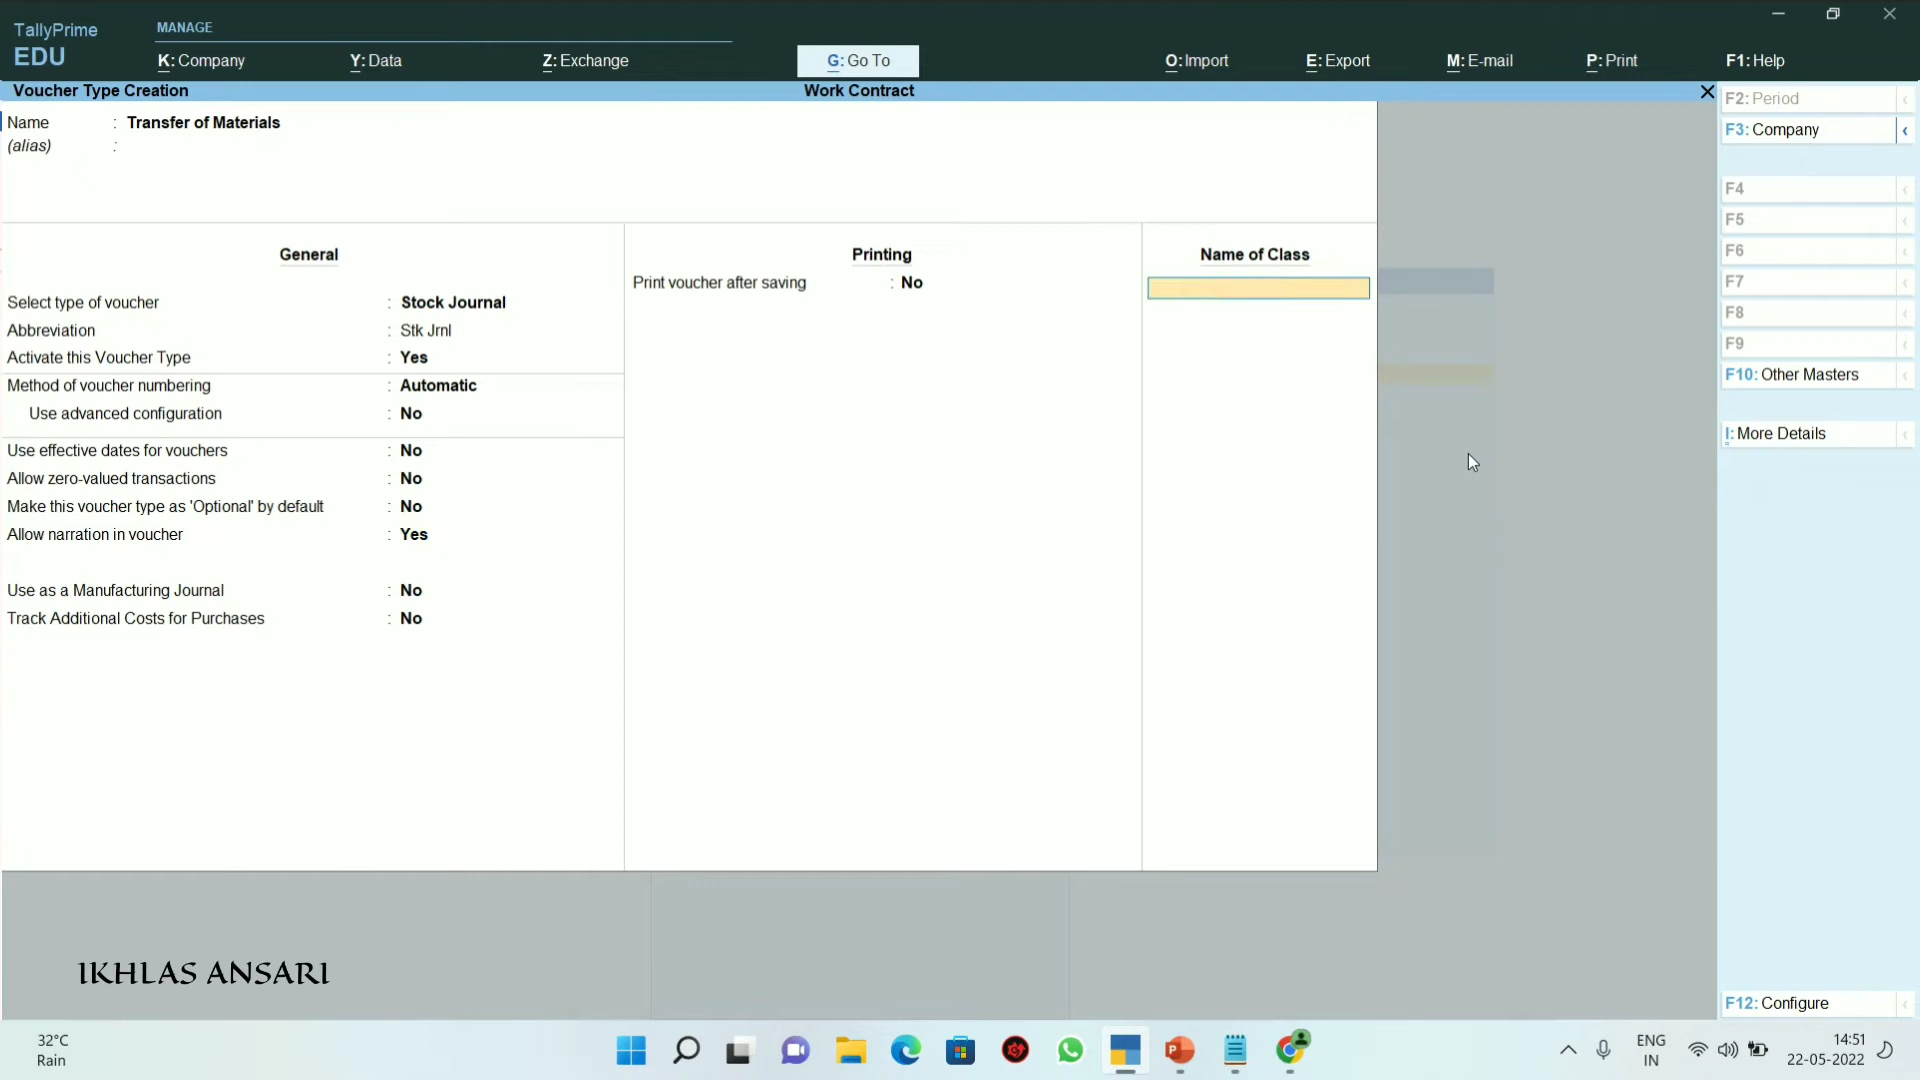 TallyPrime
EDU
MANAGE
K: Company
Y: Data
Z: Exchange
G: Go To
O: Import
E: Export
M: E-mail
P: Print
F1: Help
Voucher Type Creation
Work Contract
Name : Transfer of Materials
(alias) :
General
Select type of voucher : Stock Journal
Abbreviation : Stk Jrnl
Activate this Voucher Type : Yes
Method of voucher numbering : Automatic
Use advanced configuration : No
Use effective dates for vouchers : No
Allow zero-valued transactions : No
Make this voucher type as 'Optional' by default : No
Allow narration in voucher : Yes
Use as a Manufacturing Journal : No
Track Additional Costs for Purchases : No
Printing
Print voucher after saving : No
Name of Class
F2: Period
F3: Company
F4
F5
F6
F7
F8
F9
F10: Other Masters
I: More Details
F12: Configure
IKHLAS ANSARI
32°C
Rain
ENG
IN
14:51
22-05-2022